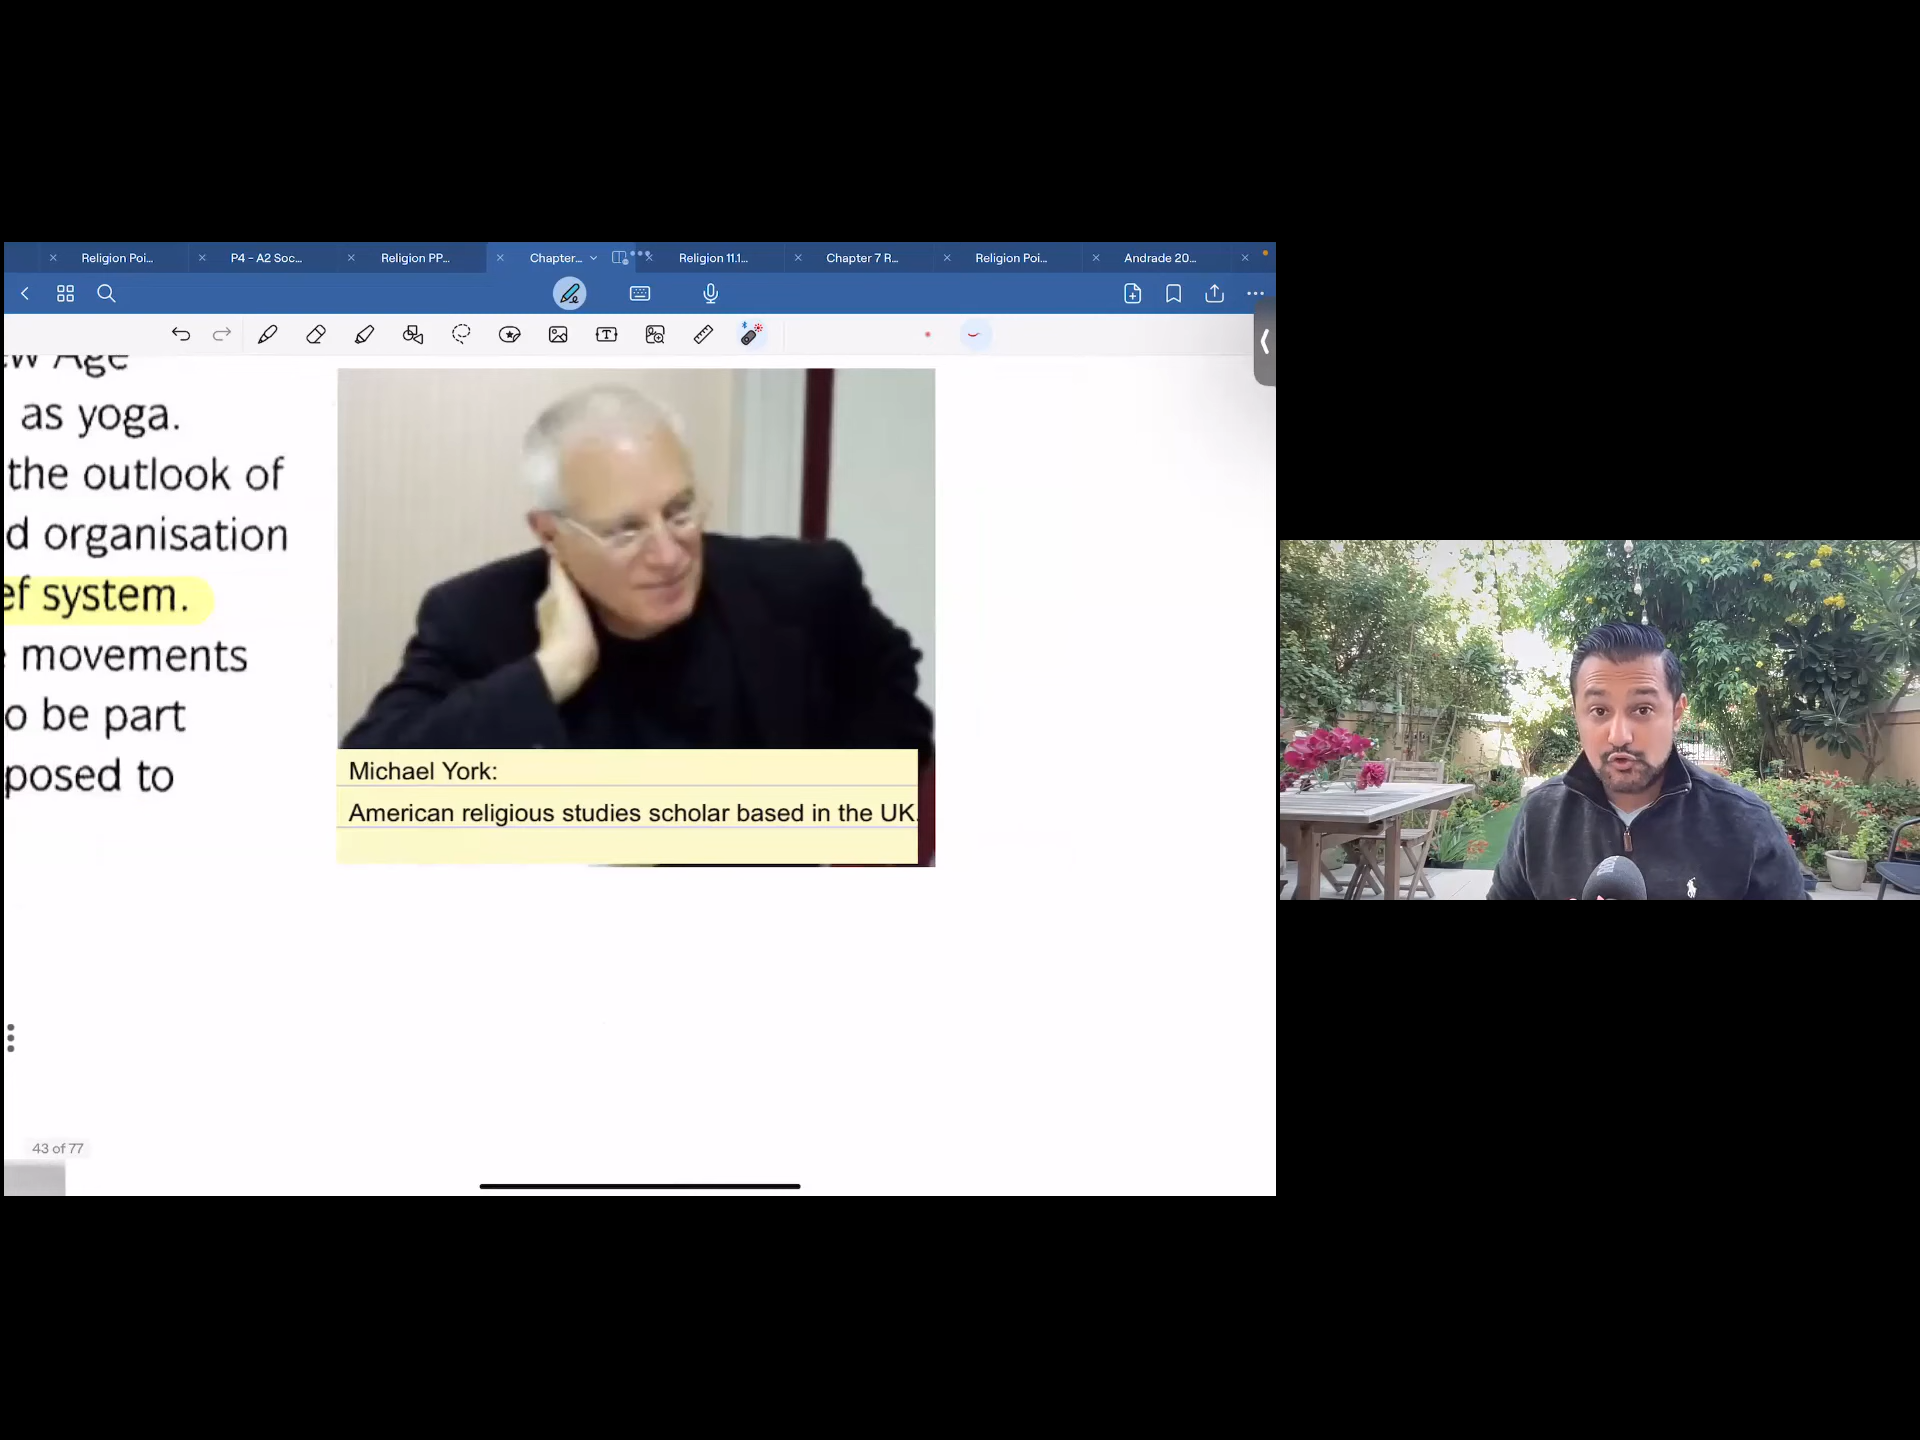 Religion Poi...
P4 - A2 Soc...
Religion PP...
Chapter...
Religion 11.1...
Chapter 7 R...
Religion Poi...
Andrade 20...
ew Age
as yoga.
the outlook of
d organisation
ef system.
movements
o be part
posed to
Michael York:
American religious studies scholar based in the UK.
43 of 77